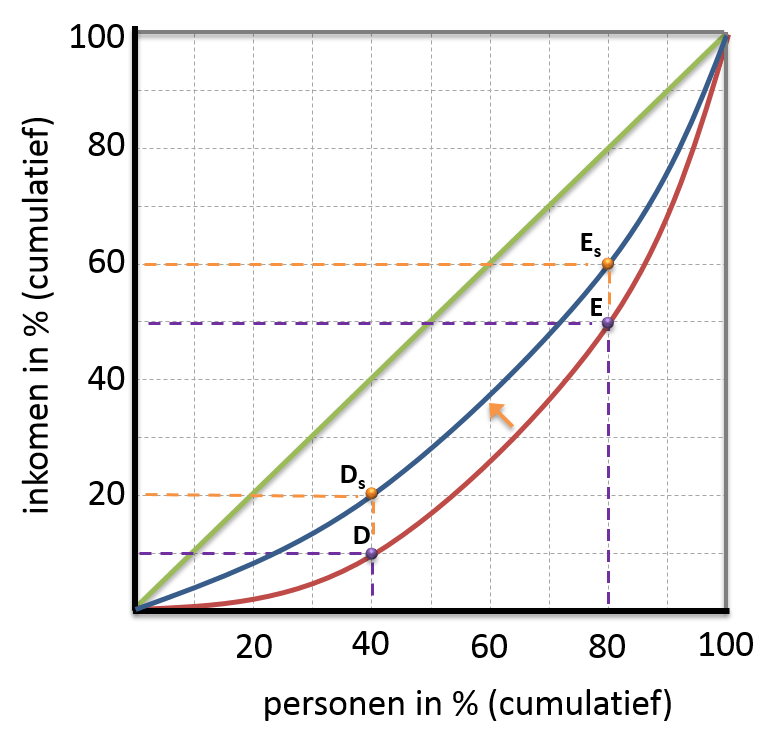 100
80
60
40
20
inkomen in % (cumulatief)
Es
E
Ds
D
20 40 60 80 100
personen in % (cumulatief)